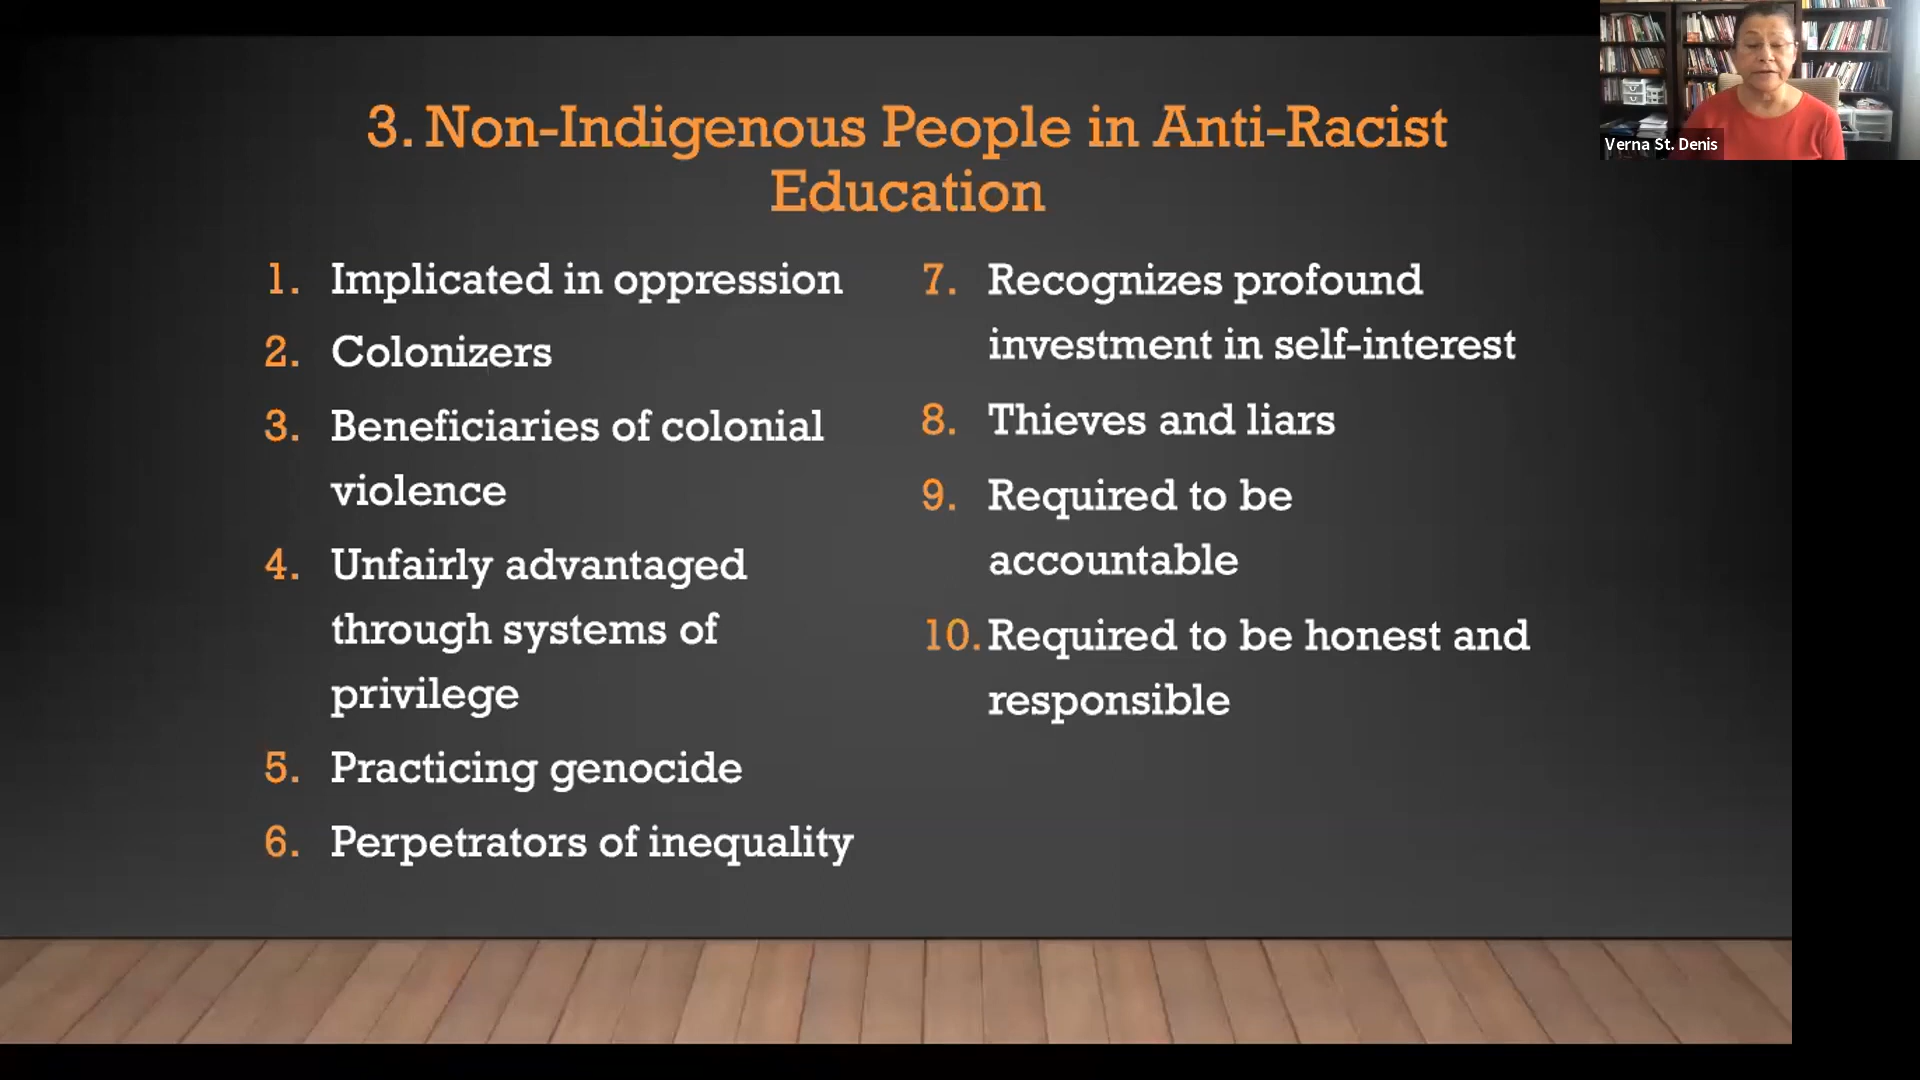 3. Non-Indigenous People in Anti-Racist
Education
1. Implicated in oppression
2. Colonizers
3. Beneficiaries of colonial
violence
4. Unfairly advantaged
through systems of
privilege
5. Practicing genocide
6. Perpetrators of inequality
7. Recognizes profound
investment in self-interest
8. Thieves and liars
9. Required to be
accountable
10. Required to be honest and
responsible
Verna St. Denis